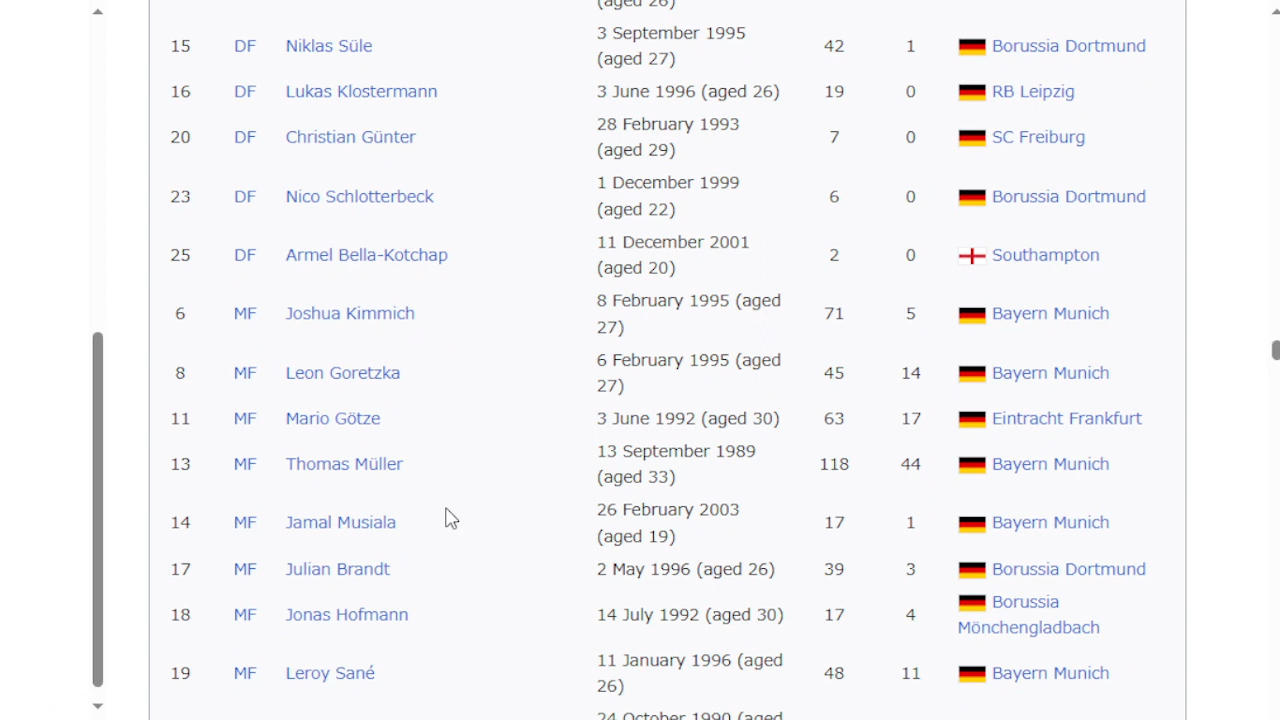 (aged 26)
15 DF Niklas Süle 3 September 1995 (aged 27) 42 1 Borussia Dortmund
16 DF Lukas Klostermann 3 June 1996 (aged 26) 19 0 RB Leipzig
20 DF Christian Günter 28 February 1993 (aged 29) 7 0 SC Freiburg
23 DF Nico Schlotterbeck 1 December 1999 (aged 22) 6 0 Borussia Dortmund
25 DF Armel Bella-Kotchap 11 December 2001 (aged 20) 2 0 Southampton
6 MF Joshua Kimmich 8 February 1995 (aged 27) 71 5 Bayern Munich
8 MF Leon Goretzka 6 February 1995 (aged 27) 45 14 Bayern Munich
11 MF Mario Götze 3 June 1992 (aged 30) 63 17 Eintracht Frankfurt
13 MF Thomas Müller 13 September 1989 (aged 33) 118 44 Bayern Munich
14 MF Jamal Musiala 26 February 2003 (aged 19) 17 1 Bayern Munich
17 MF Julian Brandt 2 May 1996 (aged 26) 39 3 Borussia Dortmund
18 MF Jonas Hofmann 14 July 1992 (aged 30) 17 4 Borussia Mönchengladbach
19 MF Leroy Sané 11 January 1996 (aged 26) 48 11 Bayern Munich
24 October 1990 (aged